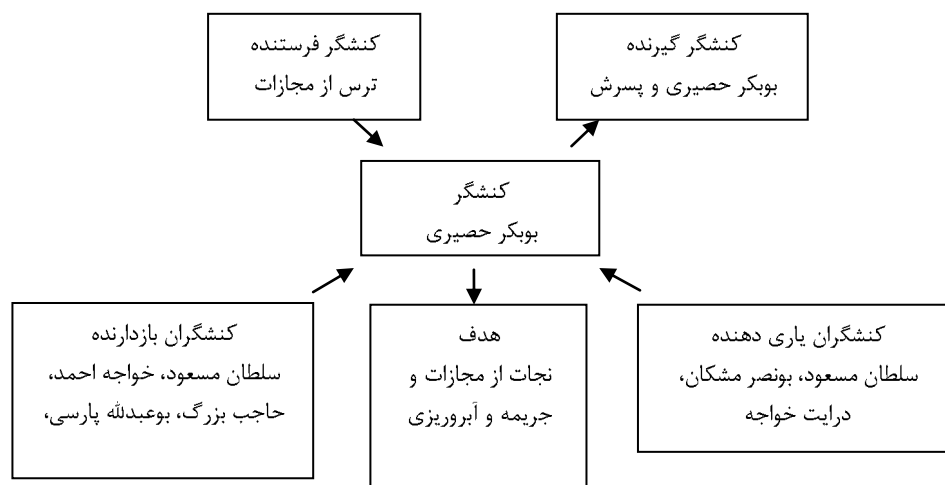 کنشگر گیرنده
بوبکر حصیری و پسرش
کنشگر فرستنده
ترس از مجازات
کنشگر
بوبکر حصیری
کنشگران یاری دهنده
سلطان مسعود، بونصر مشکان،
درایت خواجه
هدف
نجات از مجازات و
جریمه و آبروریزی
کنشگران بازدارنده
سلطان مسعود، خواجه احمد،
حاجب بزرگ، بوعبدلله پارسی،